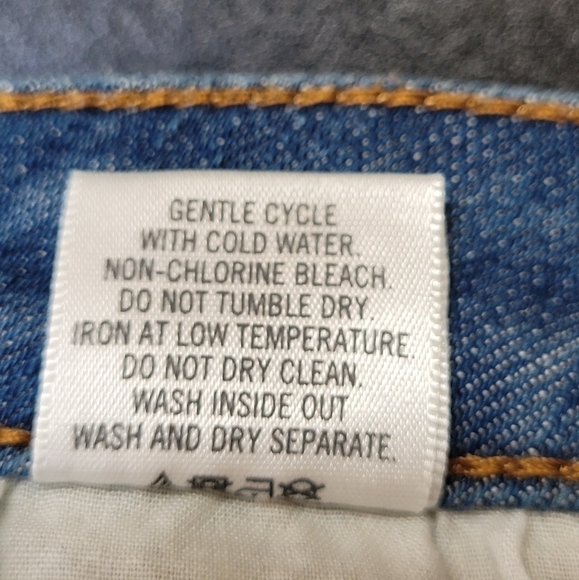 GENTLE CYCLE
WITH COLD WATER.
NON-CHLORINE BLEACH.
DO NOT TUMBLE DRY.
IRON AT LOW TEMPERATURE.
DO NOT DRY CLEAN.
WASH INSIDE OUT
WASH AND DRY SEPARATE.